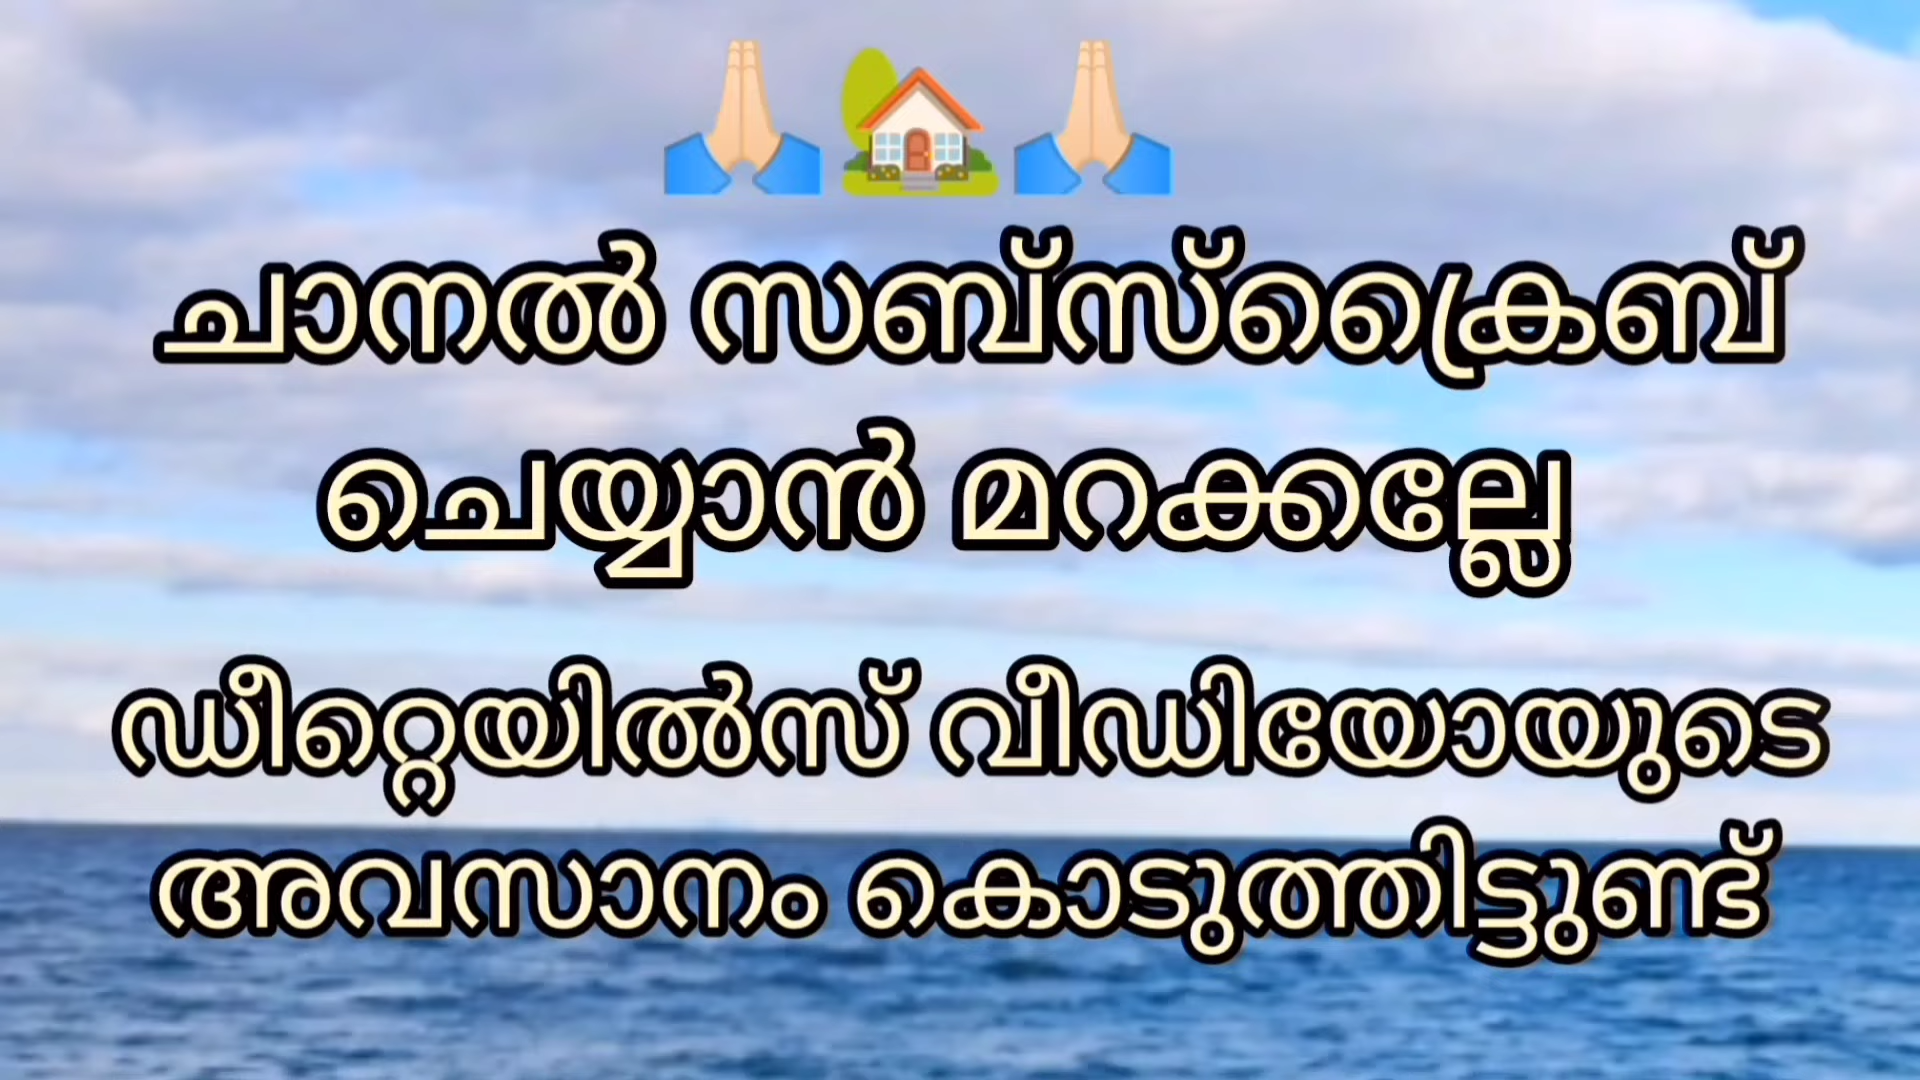 🙏🏻🏡🙏🏻
ചാനൽ സബ്സ്ക്രൈബ്
ചെയ്യാൻ മറക്കല്ലേ
ഡീറ്റെയിൽസ് വീഡിയോയുടെ
അവസാനം കൊടുത്തിട്ടുണ്ട്